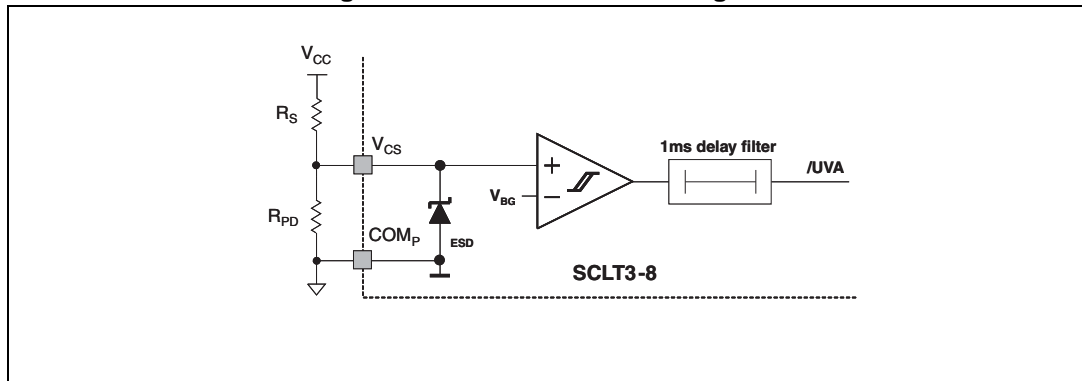 V_CC
R_S
V_CS
1ms delay filter
+
/UVA
V_BG
−
R_PD
COM_P
ESD
SCLT3-8